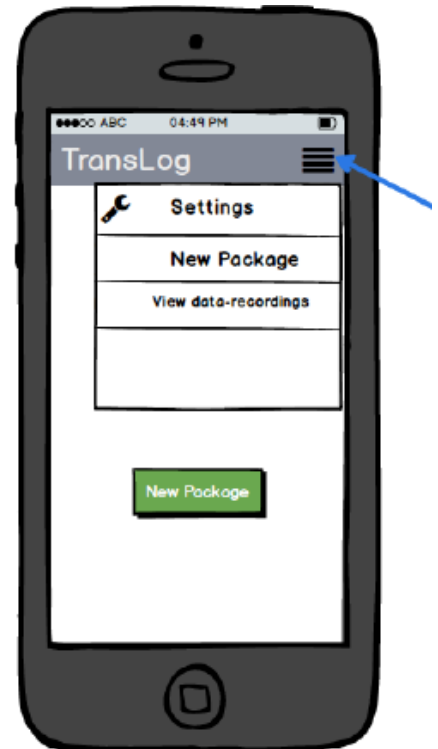 ABC 04:49 PM
TransLog
Settings
New Package
View data-recordings
New Package